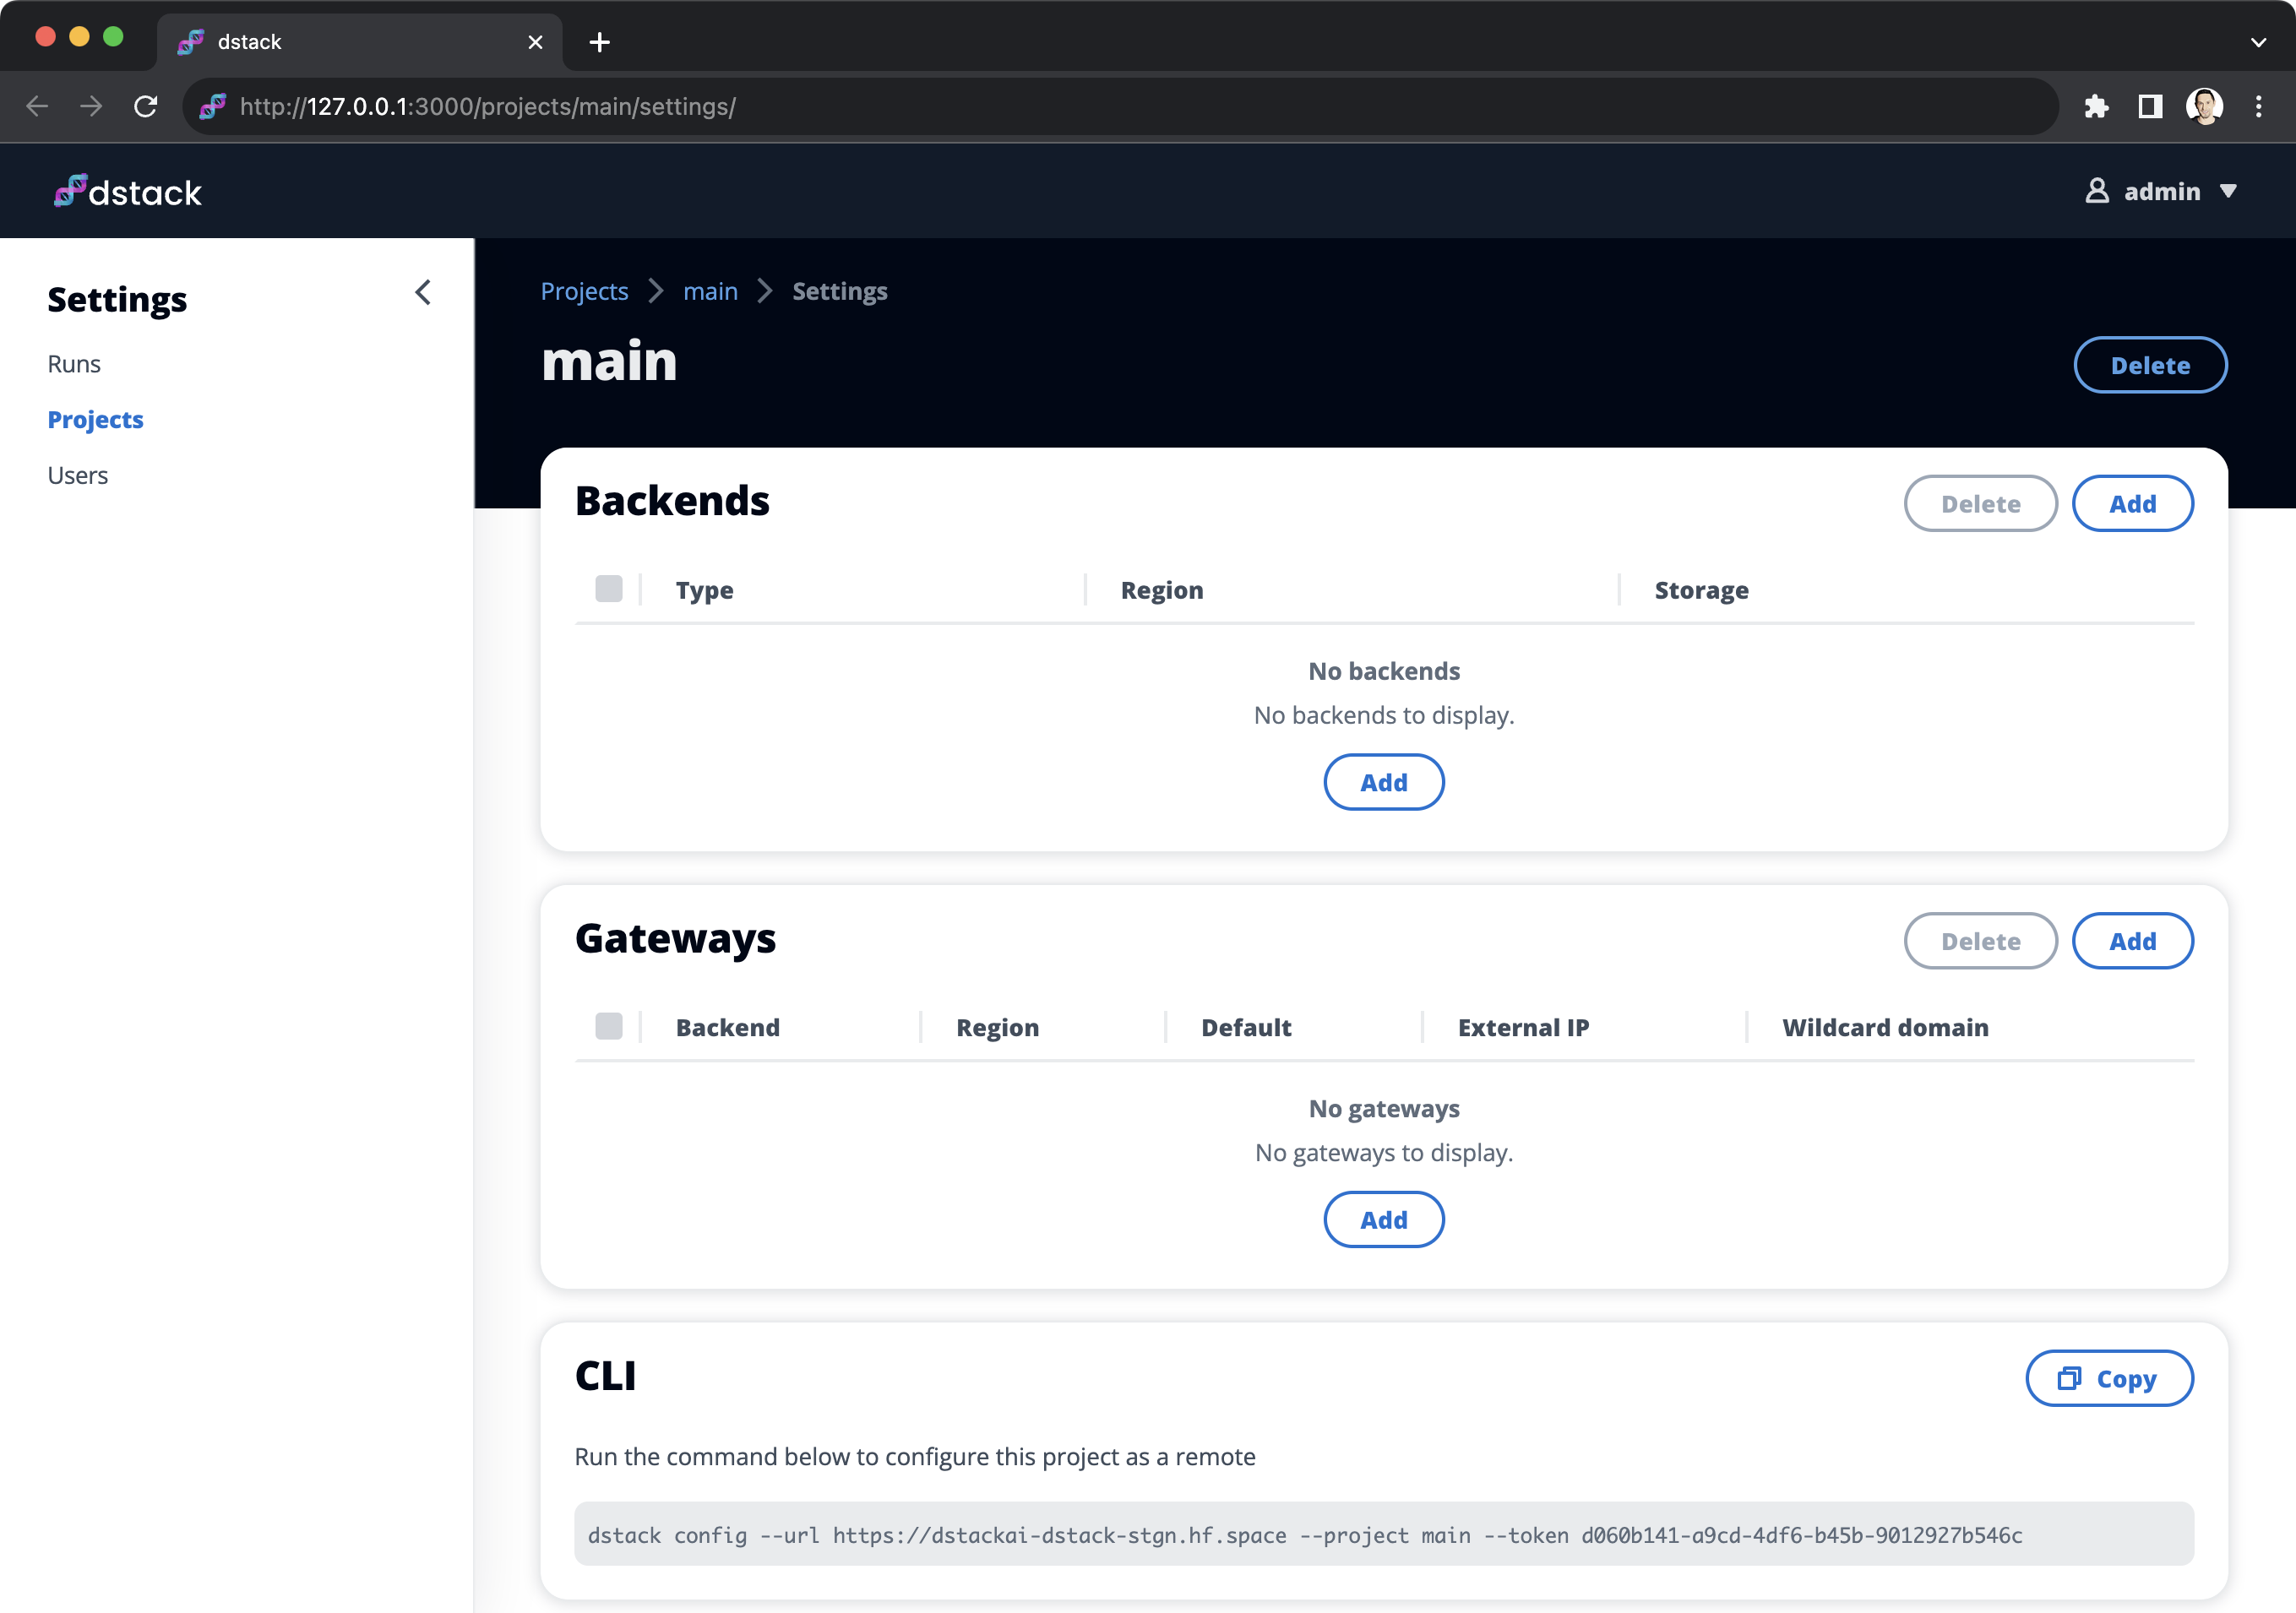 dstack
http://127.0.0.1:3000/projects/main/settings/
dstack
admin
Settings
Runs
Projects
Users
Projects
main
Settings
main
Delete
Backends
Delete
Add
Type
Region
Storage
No backends
No backends to display.
Add
Gateways
Delete
Add
Backend
Region
Default
External IP
Wildcard domain
No gateways
No gateways to display.
Add
CLI
Copy
Run the command below to configure this project as a remote
dstack config --url https://dstackai-dstack-stgn.hf.space --project main --token d060b141-a9cd-4df6-b45b-9012927b546c